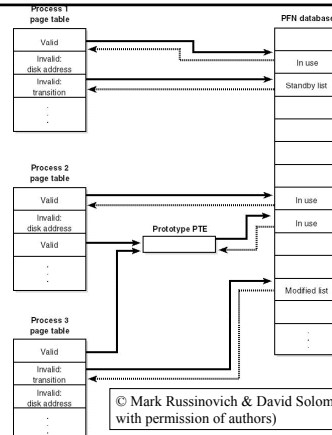 Process 1
page table
Valid
Invalid:
disk address
Invalid:
transition
.
.
.
Process 2
page table
Valid
Invalid:
disk address
Valid
.
.
.
Process 3
page table
Valid
Invalid:
transition
Invalid:
disk address
.
.
Prototype PTE
PFN database
In use
Standby list
In use
In use
Modified list
.
.
.
© Mark Russinovich & David Solom
with permission of authors)